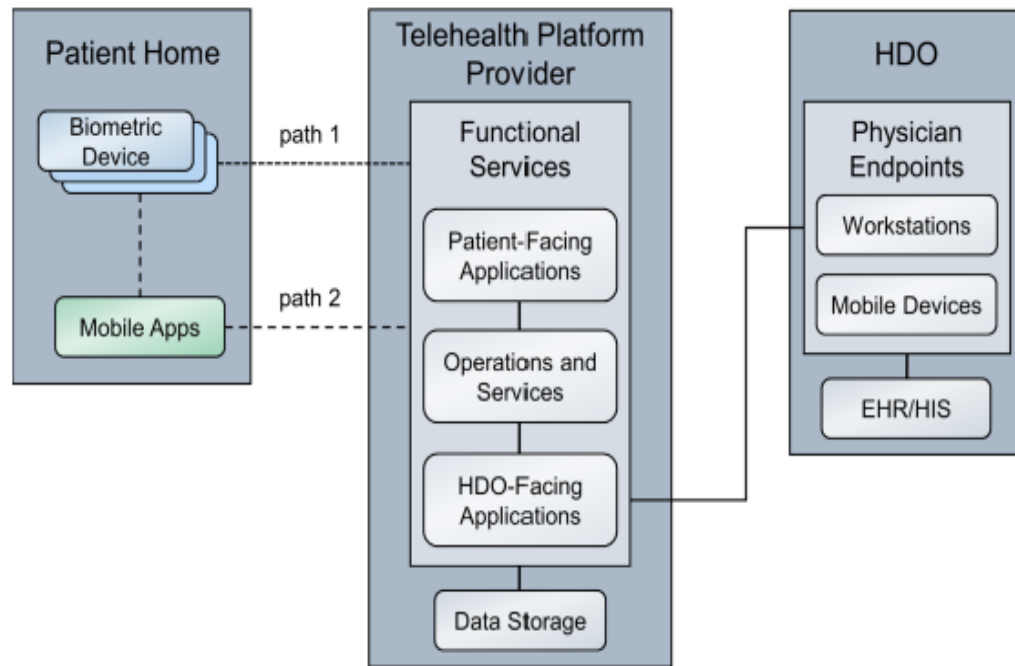 Patient Home
Biometric
Device
Mobile Apps
path 1
path 2
Telehealth Platform
Provider
Functional
Services
Patient-Facing
Applications
Operations and
Services
HDO-Facing
Applications
Data Storage
HDO
Physician
Endpoints
Workstations
Mobile Devices
EHR/HIS